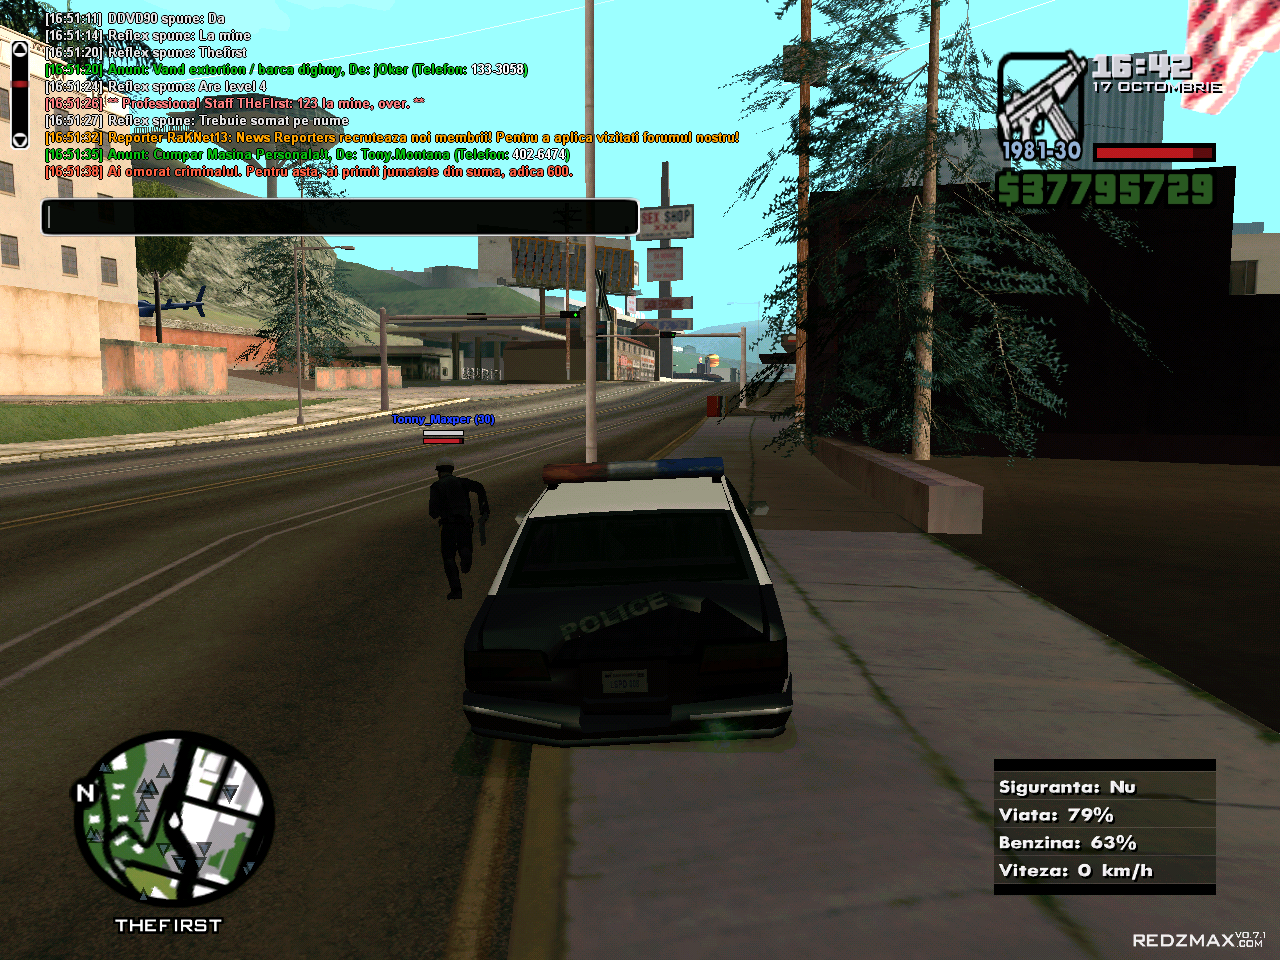 [16:51:11] DDVD90 spune: Da
[16:51:14] Reflex spune: La mine
[16:51:20] Reflex spune: Thefirst
[16:51:20] Anunt: Vand extortion / barca dighny, De: jOker (Telefon: 133-3058)
[16:51:24] Reflex spune: Are level 4
[16:51:26] ** Professional Staff THeFIrst: 123 la mine, over. **
[16:51:27] Reflex spune: Trebuie somat pe nume
[16:51:32] Reporter RaKNet13: News Reporters recruteaza noi membrii! Pentru a aplica vizitati forumul nostru!
[16:51:35] Anunt: Cumpar Masina Personala!!, De: Tony.Montana (Telefon: 402-6474)
[16:51:38] Ai omorat criminalul. Pentru asta, ai primit jumatate din suma, adica 600.
16:42
17 OCTOMBRIE
1981-30
$37795729
SEX SHOP
XXX
Tonny_Maxper (30)
POLICE
N
THEFIRST
Siguranta: Nu
Viata: 79%
Benzina: 63%
Viteza: 0 km/h
REDZMAX V0.7.1
.COM